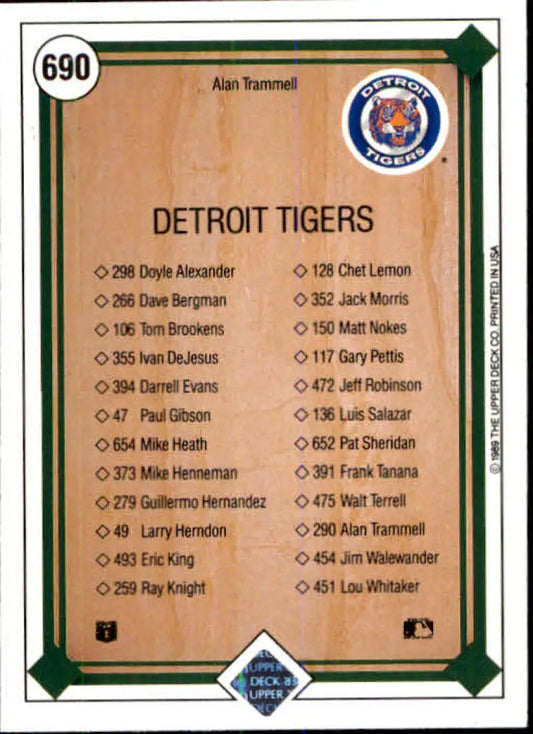 690
Alan Trammell
DETROIT
TIGERS
DETROIT TIGERS
298 Doyle Alexander
266 Dave Bergman
106 Tom Brookens
355 Ivan DeJesus
394 Darrell Evans
47 Paul Gibson
654 Mike Heath
373 Mike Henneman
279 Guillermo Hernandez
49 Larry Herndon
493 Eric King
259 Ray Knight
128 Chet Lemon
352 Jack Morris
150 Matt Nokes
117 Gary Pettis
472 Jeff Robinson
136 Luis Salazar
652 Pat Sheridan
391 Frank Tanana
475 Walt Terrell
290 Alan Trammell
454 Jim Walewander
451 Lou Whitaker
© 1989 THE UPPER DECK CO. PRINTED IN USA
UPPER
DECK
UPPER